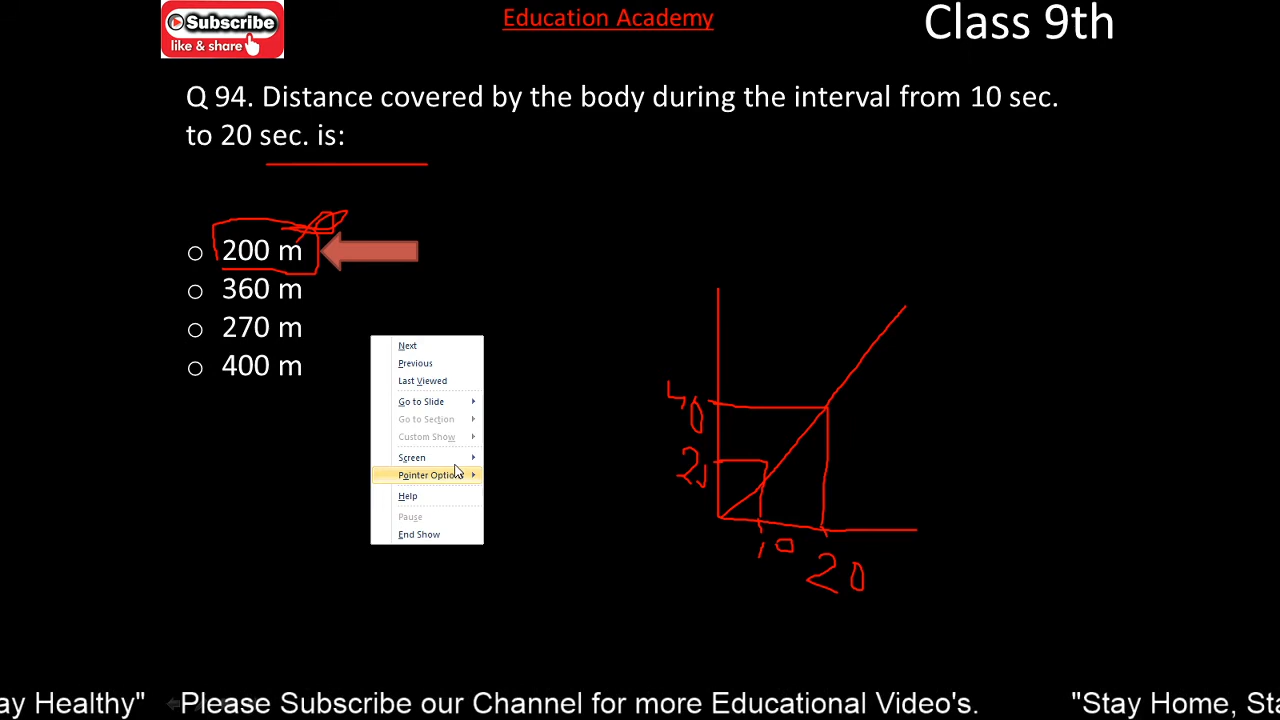 Subscribe
like & share
Education Academy
Class 9th
Q 94. Distance covered by the body during the interval from 10 sec.
to 20 sec. is:
200 m
360 m
270 m
400 m
Next
Previous
Last Viewed
Go to Slide
Go to Section
Custom Show
Screen
Pointer Options
Help
Pause
End Show
40
20
10
20
ay Healthy" Please Subscribe our Channel for more Educational Video's. "Stay Home, Sta